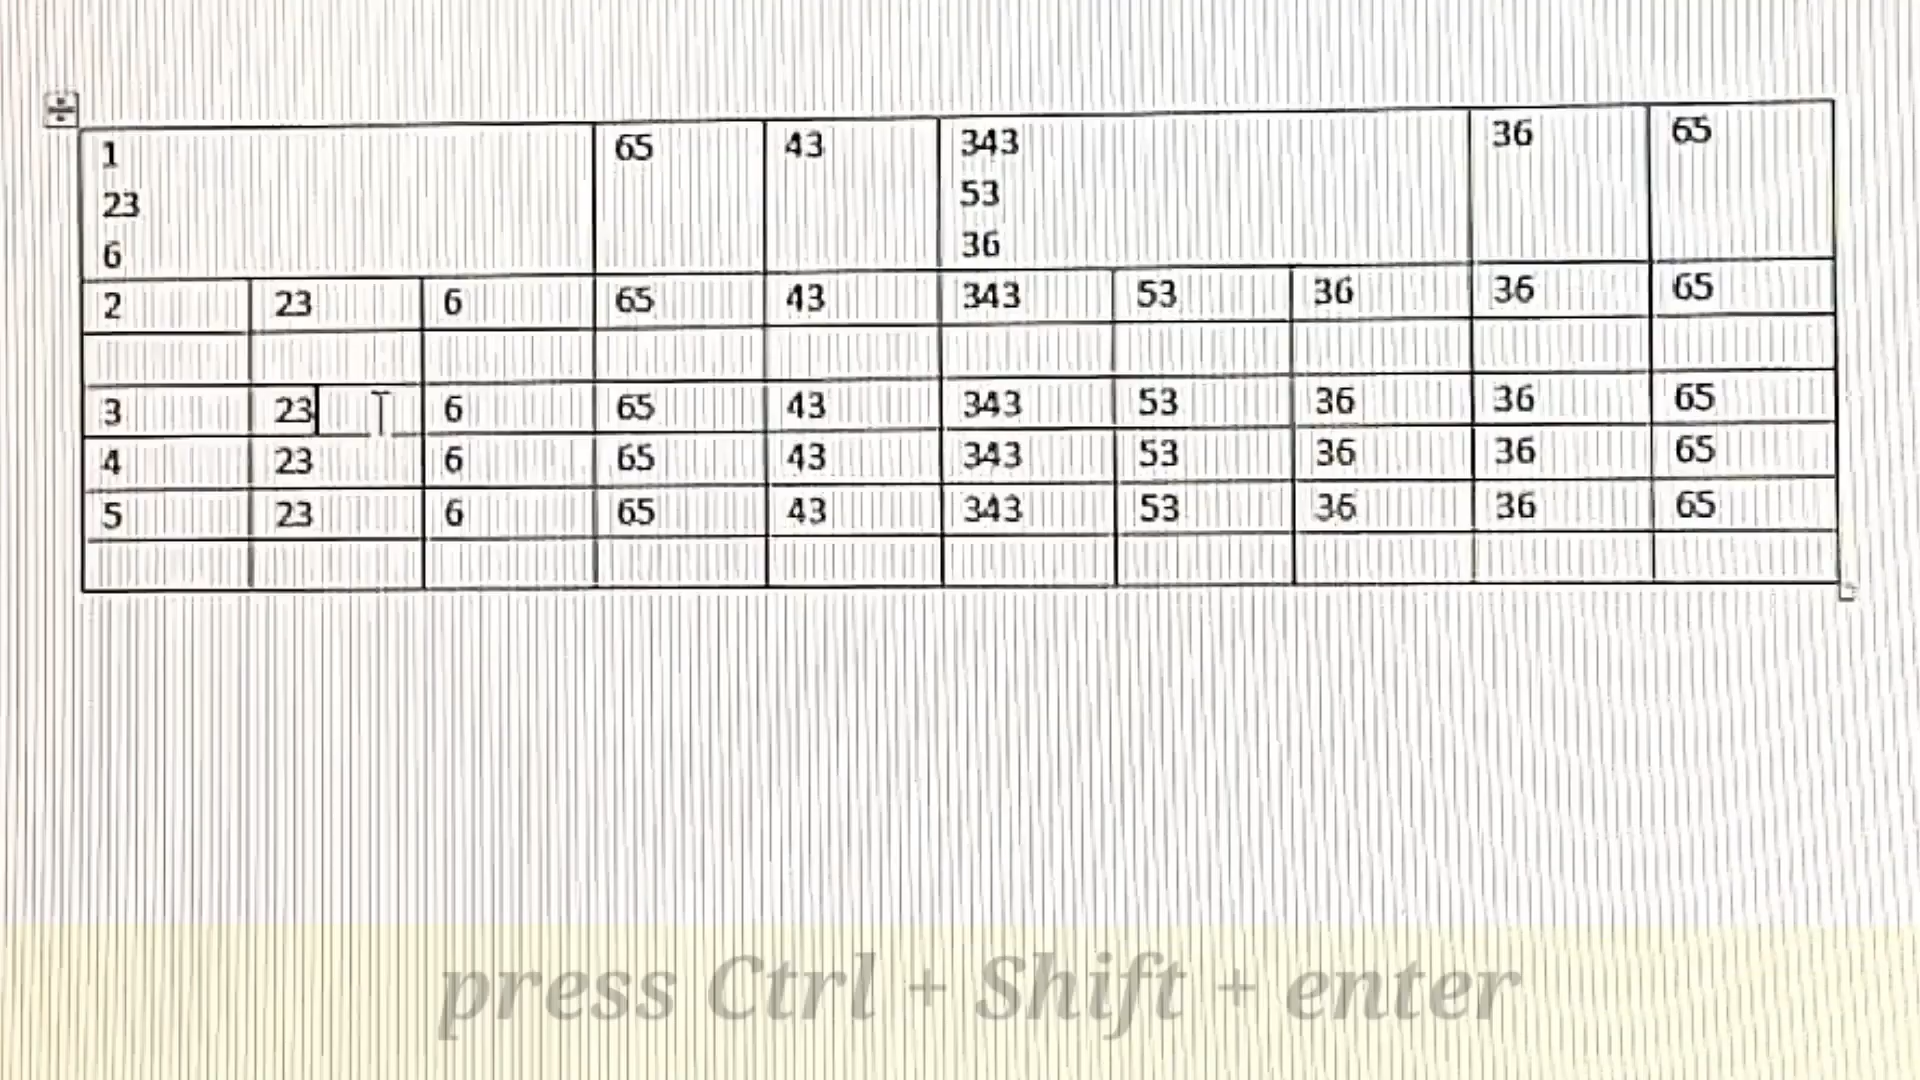 1 65 43 343 36 65
23 53
6 36
2 23 6 65 43 343 53 36 36 65
3 23 6 65 43 343 53 36 36 65
4 23 6 65 43 343 53 36 36 65
5 23 6 65 43 343 53 36 36 65
press Ctrl + Shift + enter